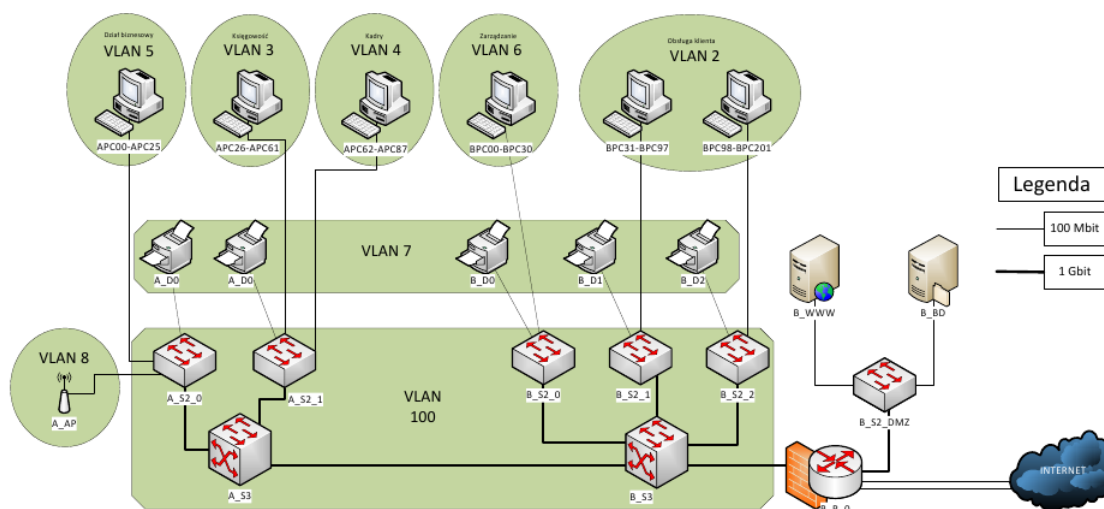 Dział biznesowy
VLAN 5
APC00-APC25
Księgowość
VLAN 3
APC26-APC61
Kadry
VLAN 4
APC62-APC87
Zarządzanie
VLAN 6
BPC00-BPC30
Obsługa klienta
VLAN 2
BPC31-BPC97
BPC98-BPC201
Legenda
100 Mbit
1 Gbit
VLAN 7
A_D0
A_D0
B_D0
B_D1
B_D2
B_WWW
B_BD
VLAN 8
A_AP
A_S2_0
A_S2_1
VLAN
100
B_S2_0
B_S2_1
B_S2_2
B_S2_DMZ
A_S3
B_S3
B_R_0
INTERNET